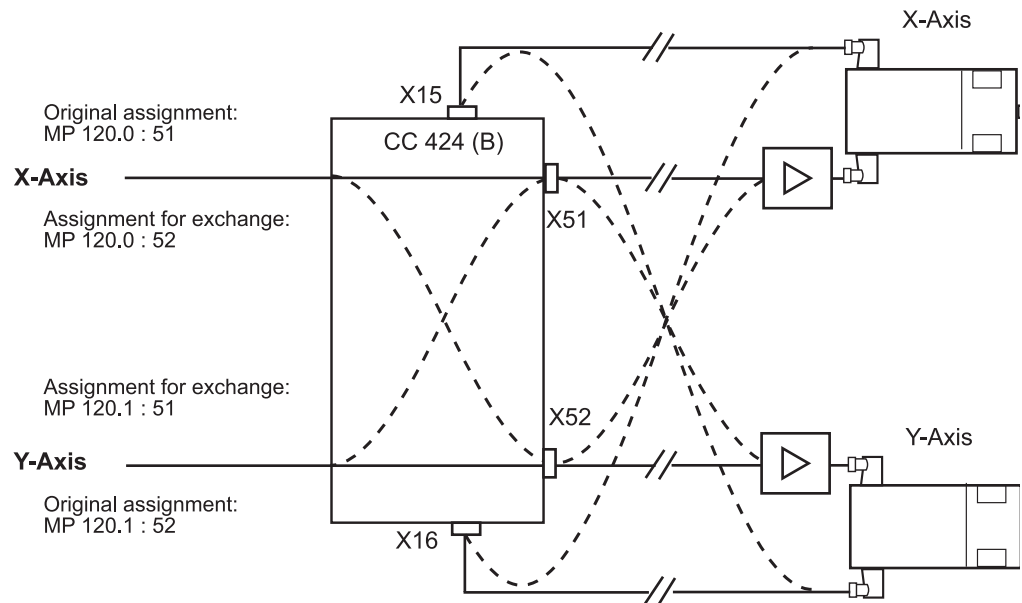 X-Axis
X15
Original assignment:
MP 120.0 : 51
CC 424 (B)
X-Axis
X51
Assignment for exchange:
MP 120.0 : 52
Assignment for exchange:
MP 120.1 : 51
X52
Y-Axis
Y-Axis
Original assignment:
MP 120.1 : 52
X16